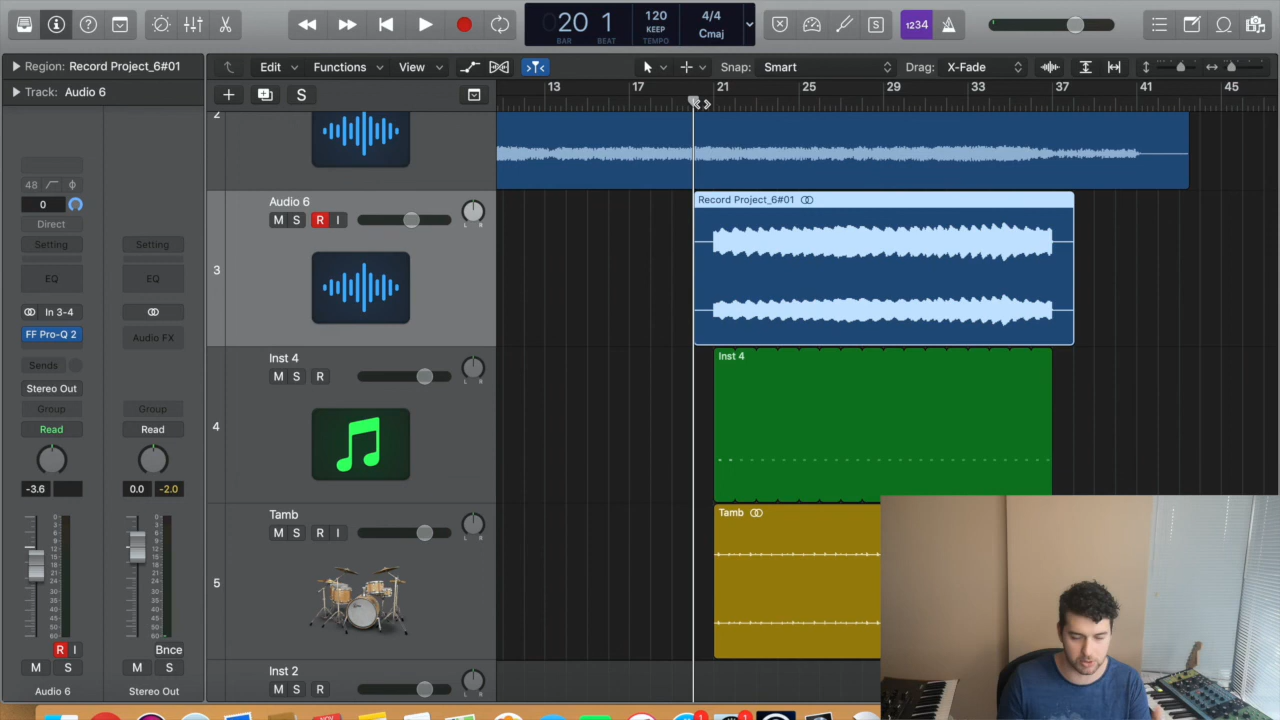 20 1
BAR BEAT
120
KEEP
TEMPO
4/4
Cmaj
S
1234
Region: Record Project_6#01
Edit Functions View
Snap: Smart
Drag: X-Fade
Track: Audio 6
S
13 17 21 25 29 33 37 41 45
2
48
0
Direct
Setting
EQ
In 3-4
FF Pro-Q 2
Sends
Stereo Out
Group
Read
-3.6
R I
M S
Audio 6
Setting
EQ
Audio FX
Group
Read
0.0 -2.0
Bnce
M S
Stereo Out
3
Audio 6
M S R I
L R
Record Project_6#01
4
Inst 4
M S R
L R
Inst 4
5
Tamb
M S R I
L R
Tamb
Inst 2
M S R
L R